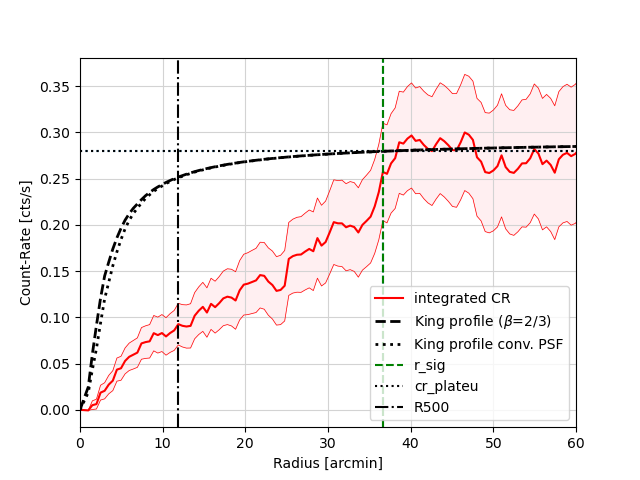 Count-Rate [cts/s]
0.35
0.30
0.25
0.20
0.15
0.10
0.05
0.00
integrated CR
King profile (β=2/3)
King profile conv. PSF
r_sig
cr_plateu
R500
0 10 20 30 40 50 60
Radius [arcmin]